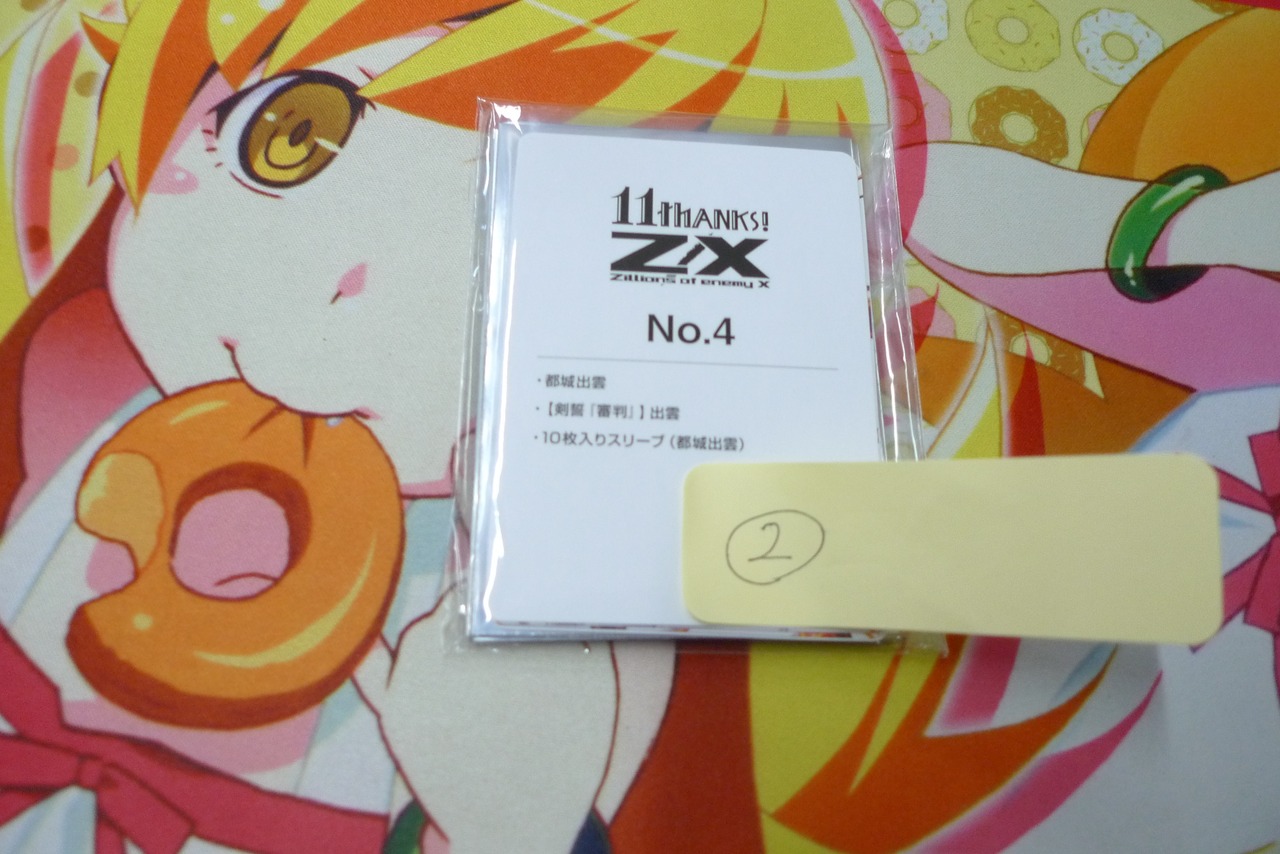 11thANKS!
Z/X
Zillions of enemy X
No.4
・都城出雲
・【剣誓『審判』】出雲
・10枚入りスリーブ（都城出雲）
2